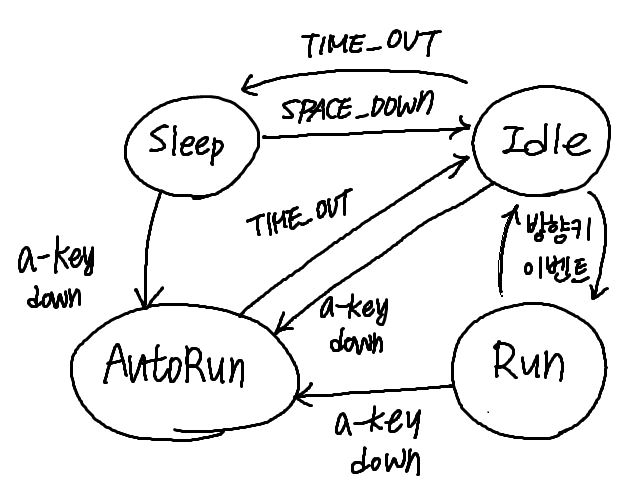 TIME_OUT
SPACE_DOWN
Sleep
Idle
TIME_OUT
방향키
이벤트
a-key
down
a-key
down
AutoRun
Run
a-key
down